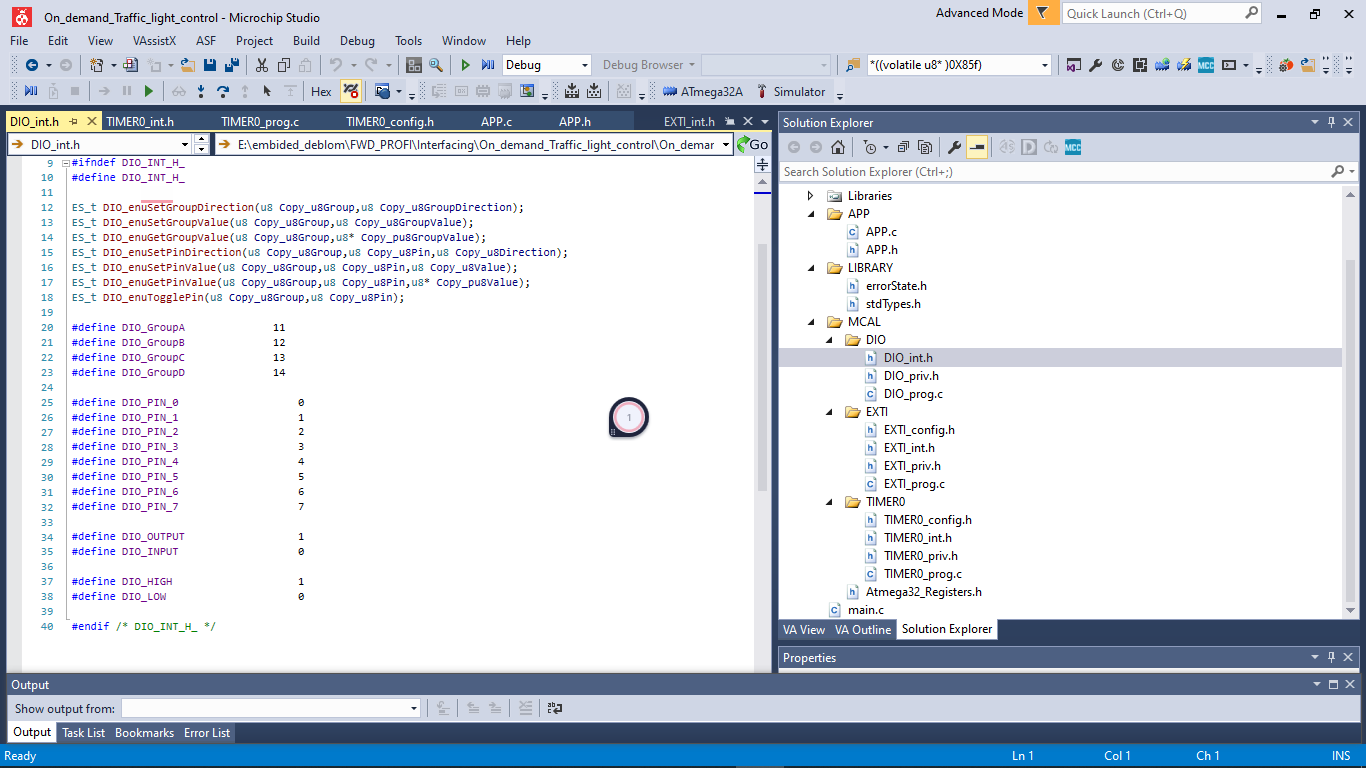 On_demand_Traffic_light_control - Microchip Studio
Advanced Mode
Quick Launch (Ctrl+Q)
File Edit View VAssistX ASF Project Build Debug Tools Window Help
Debug
Debug Browser
*((volatile u8* )0X85f)
Hex
ATmega32A
Simulator
DIO_int.h TIMER0_int.h TIMER0_prog.c TIMER0_config.h APP.c APP.h EXTI_int.h
DIO_int.h
E:\embided_deblom\FWD_PROFI\Interfacing\On_demand_Traffic_light_control\On_demar
Go
9 #ifndef DIO_INT_H_
10 #define DIO_INT_H_
11
12 ES_t DIO_enuSetGroupDirection(u8 Copy_u8Group,u8 Copy_u8GroupDirection);
13 ES_t DIO_enuSetGroupValue(u8 Copy_u8Group,u8 Copy_u8GroupValue);
14 ES_t DIO_enuGetGroupValue(u8 Copy_u8Group,u8* Copy_pu8GroupValue);
15 ES_t DIO_enuSetPinDirection(u8 Copy_u8Group,u8 Copy_u8Pin,u8 Copy_u8Direction);
16 ES_t DIO_enuSetPinValue(u8 Copy_u8Group,u8 Copy_u8Pin,u8 Copy_u8Value);
17 ES_t DIO_enuGetPinValue(u8 Copy_u8Group,u8 Copy_u8Pin,u8* Copy_pu8Value);
18 ES_t DIO_enuTogglePin(u8 Copy_u8Group,u8 Copy_u8Pin);
19
20 #define DIO_GroupA 11
21 #define DIO_GroupB 12
22 #define DIO_GroupC 13
23 #define DIO_GroupD 14
24
25 #define DIO_PIN_0 0
26 #define DIO_PIN_1 1
27 #define DIO_PIN_2 2
28 #define DIO_PIN_3 3
29 #define DIO_PIN_4 4
30 #define DIO_PIN_5 5
31 #define DIO_PIN_6 6
32 #define DIO_PIN_7 7
33
34 #define DIO_OUTPUT 1
35 #define DIO_INPUT 0
36
37 #define DIO_HIGH 1
38 #define DIO_LOW 0
39
40 #endif /* DIO_INT_H_ */
1
Solution Explorer
MCC
Search Solution Explorer (Ctrl+;)
Libraries
APP
APP.c
APP.h
LIBRARY
errorState.h
stdTypes.h
MCAL
DIO
DIO_int.h
DIO_priv.h
DIO_prog.c
EXTI
EXTI_config.h
EXTI_int.h
EXTI_priv.h
EXTI_prog.c
TIMER0
TIMER0_config.h
TIMER0_int.h
TIMER0_priv.h
TIMER0_prog.c
Atmega32_Registers.h
main.c
VA View VA Outline Solution Explorer
Properties
Output
Show output from:
Output Task List Bookmarks Error List
Ready Ln 1 Col 1 Ch 1 INS